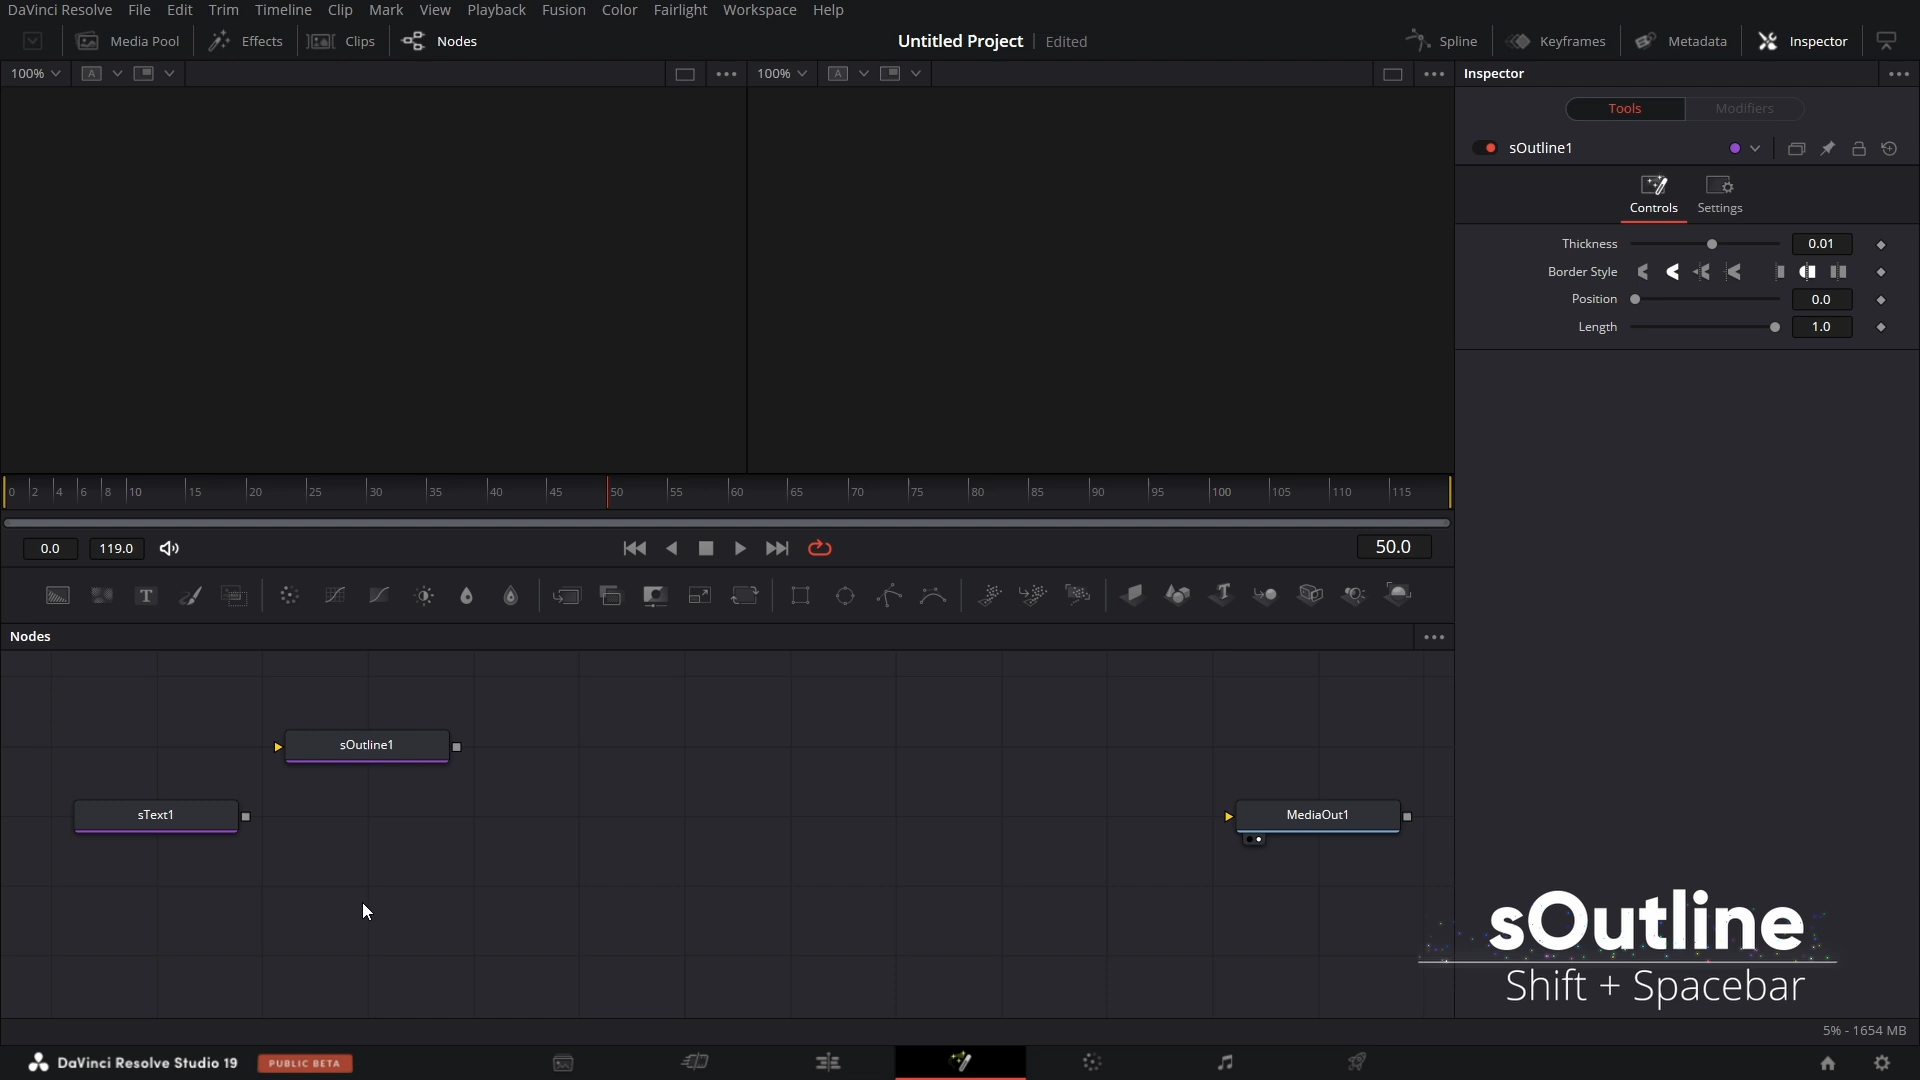 DaVinci Resolve File Edit Trim Timeline Clip Mark View Playback Fusion Color Fairlight Workspace Help
Media Pool Effects Clips Nodes Untitled Project Edited Spline Keyframes Metadata Inspector
100% A 100% A Inspector
Tools Modifiers
sOutline1
Controls Settings
Thickness 0.01
Border Style
Position 0.0
Length 1.0
0 2 4 6 8 10 15 20 25 30 35 40 45 50 55 60 65 70 75 80 85 90 95 100 105 110 115
0.0 119.0 50.0
T T
Nodes
sOutline1
sText1 MediaOut1
sOutline
Shift + Spacebar
5% - 1654 MB
DaVinci Resolve Studio 19 PUBLIC BETA